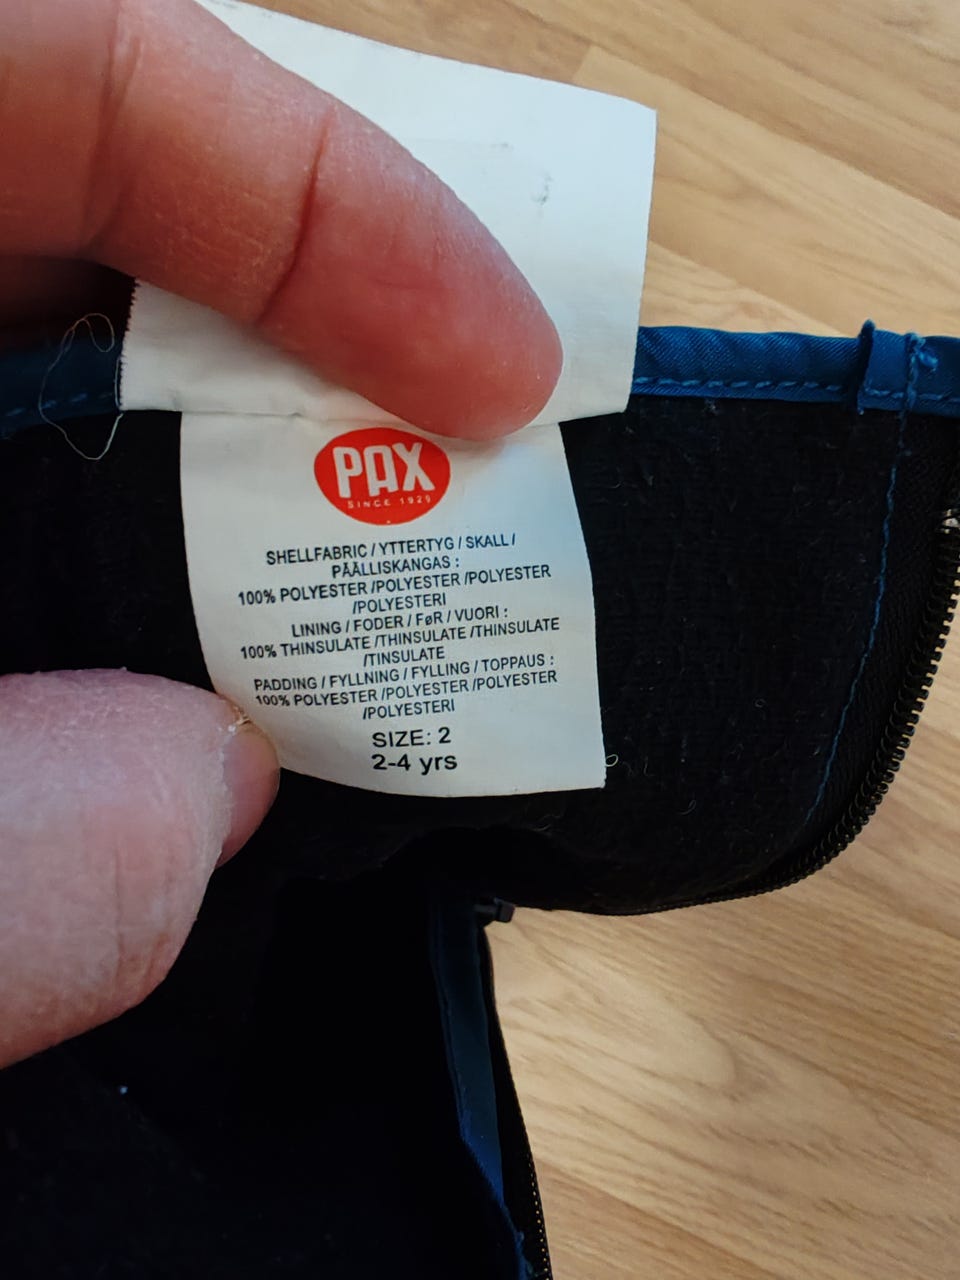 PAX
SINCE 1929
SHELLFABRIC / YTTERTYG / SKALL /
PÄÄLLISKANGAS :
100% POLYESTER /POLYESTER /POLYESTER
/POLYESTERI
LINING / FODER / FøR / VUORI :
100% THINSULATE /THINSULATE /THINSULATE
/TINSULATE
PADDING / FYLLNING / FYLLING / TOPPAUS :
100% POLYESTER /POLYESTER /POLYESTER
/POLYESTERI
SIZE: 2
2-4 yrs